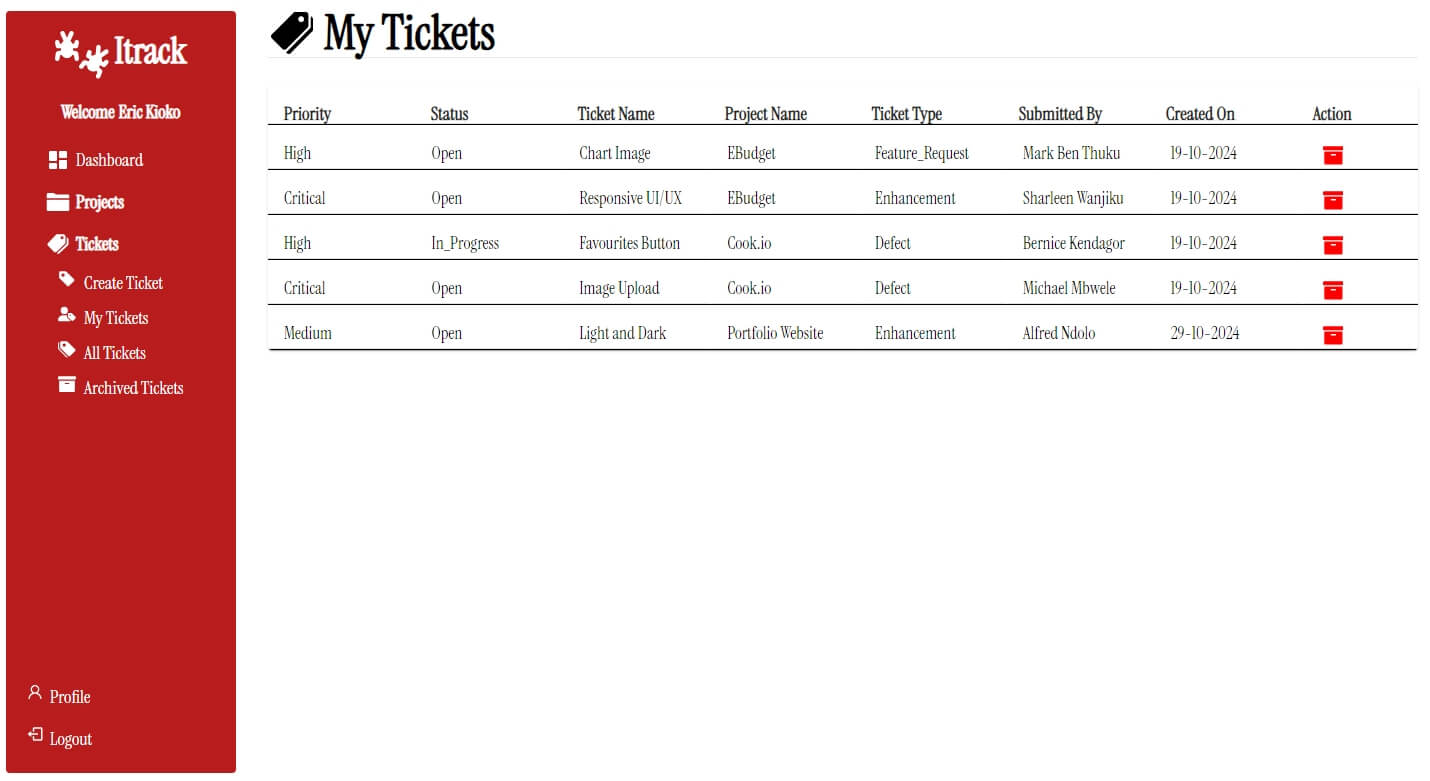 Itrack
Welcome Eric Kioko
Dashboard
Projects
Tickets
Create Ticket
My Tickets
All Tickets
Archived Tickets
Profile
Logout
My Tickets
Priority Status Ticket Name Project Name Ticket Type Submitted By Created On Action
High Open Chart Image EBudget Feature_Request Mark Ben Thuku 19-10-2024
Critical Open Responsive UI/UX EBudget Enhancement Sharleen Wanjiku 19-10-2024
High In_Progress Favourites Button Cook.io Defect Bernice Kendagor 19-10-2024
Critical Open Image Upload Cook.io Defect Michael Mbwele 19-10-2024
Medium Open Light and Dark Portfolio Website Enhancement Alfred Ndolo 29-10-2024